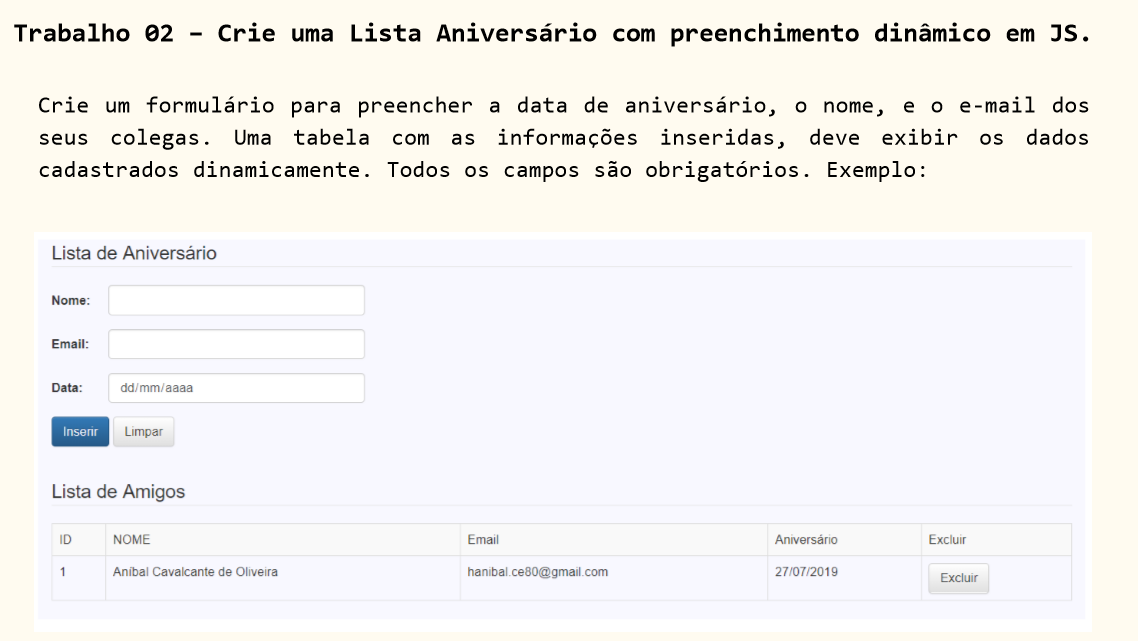 Trabalho 02 – Crie uma Lista Aniversário com preenchimento dinâmico em JS.
Crie um formulário para preencher a data de aniversário, o nome, e o e-mail dos
seus colegas. Uma tabela com as informações inseridas, deve exibir os dados
cadastrados dinamicamente. Todos os campos são obrigatórios. Exemplo:
Lista de Aniversário
Nome:
Email:
Data: dd/mm/aaaa
Inserir Limpar
Lista de Amigos
ID NOME Email Aniversário Excluir
1 Aníbal Cavalcante de Oliveira hanibal.ce80@gmail.com 27/07/2019 Excluir